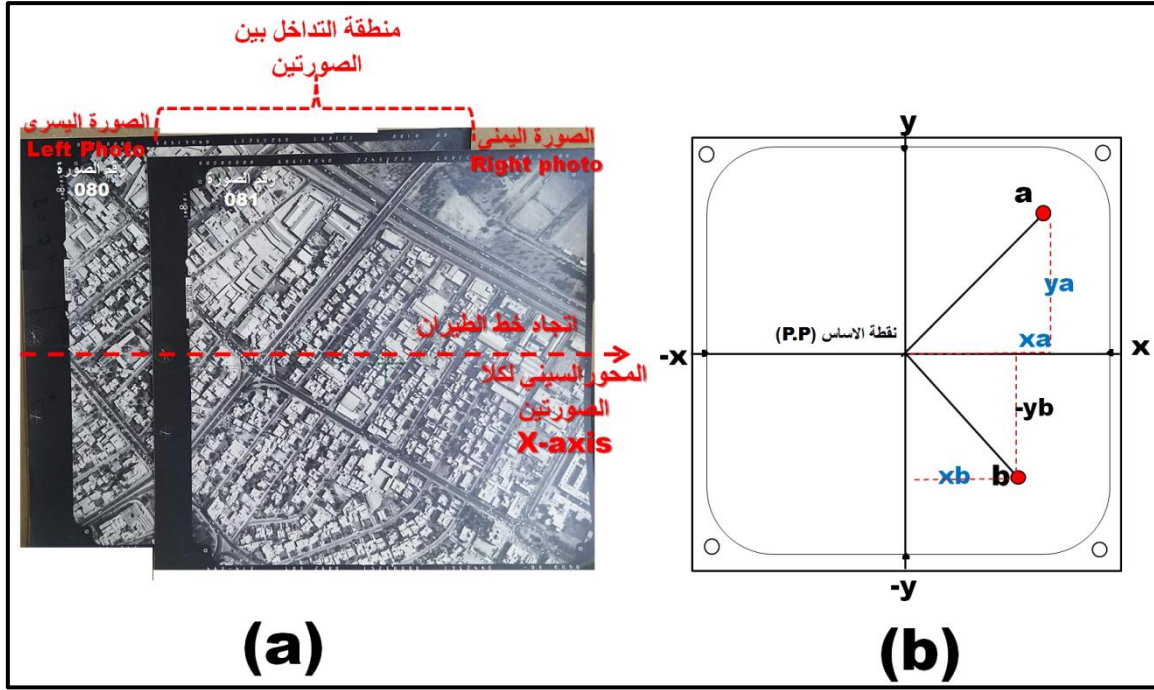 منطقة التداخل بين
الصورتين
الصورة اليسرى
Left Photo
رقم الصورة
080
رقم الصورة
081
الصورة اليمنى
Right photo
اتجاه خط الطيران
المحور السيني لكلا
الصورتين
X-axis
(a)
y
a
ya
xa
نقطة الاساس (P.P)
-x
x
-yb
xb
b
-y
(b)